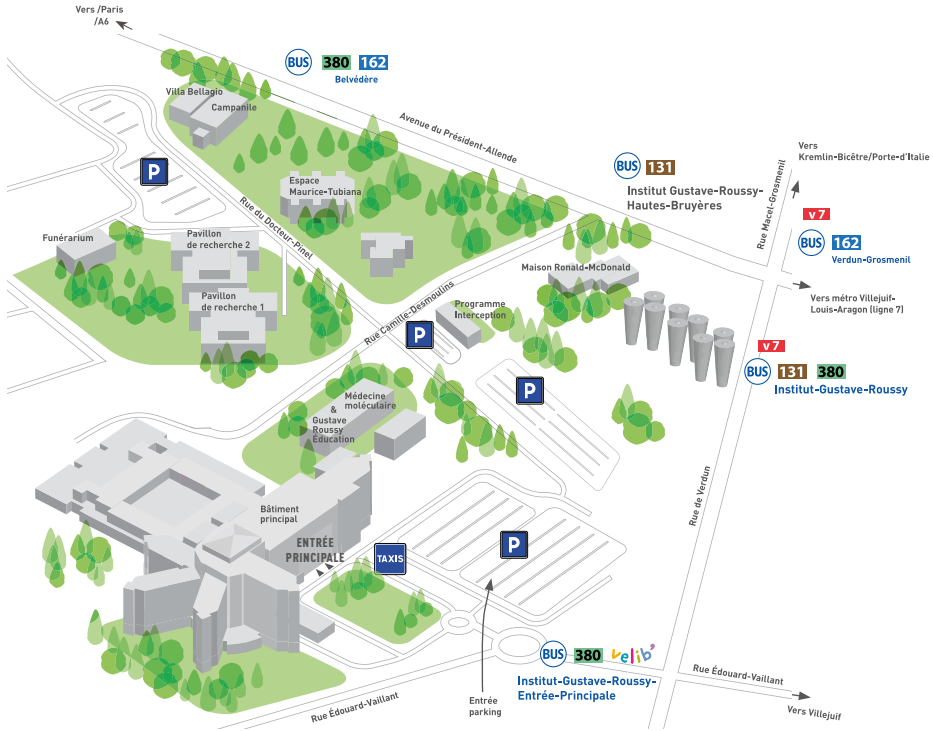 Vers /Paris
/A6
BUS 380 162
Belvédère
Villa Bellagio
Campanile
Avenue du Président-Allende
Vers
Kremlin-Bicêtre/Porte-d'Italie
BUS 131
Institut Gustave-Roussy-
Hautes-Bruyères
Rue Macel-Grosmenil
v 7
BUS 162
Verdun-Grosmenil
P
Espace
Maurice-Tubiana
Rue du Docteur-Pinel
Funérarium
Pavillon
de recherche 2
Maison Ronald-McDonald
Vers métro Villejuif-
Louis-Aragon (ligne 7)
Pavillon
de recherche 1
Rue Camille-Desmoulins
Programme
Interception
P
v 7
BUS 131 380
Institut-Gustave-Roussy
P
Médecine
moléculaire
&
Gustave
Roussy
Éducation
Rue de Verdun
Bâtiment
principal
ENTRÉE
PRINCIPALE
TAXIS
P
BUS 380 velib'
Institut-Gustave-Roussy-
Entrée-Principale
Rue Édouard-Vaillant
Rue Édouard-Vaillant
Entrée
parking
Vers Villejuif